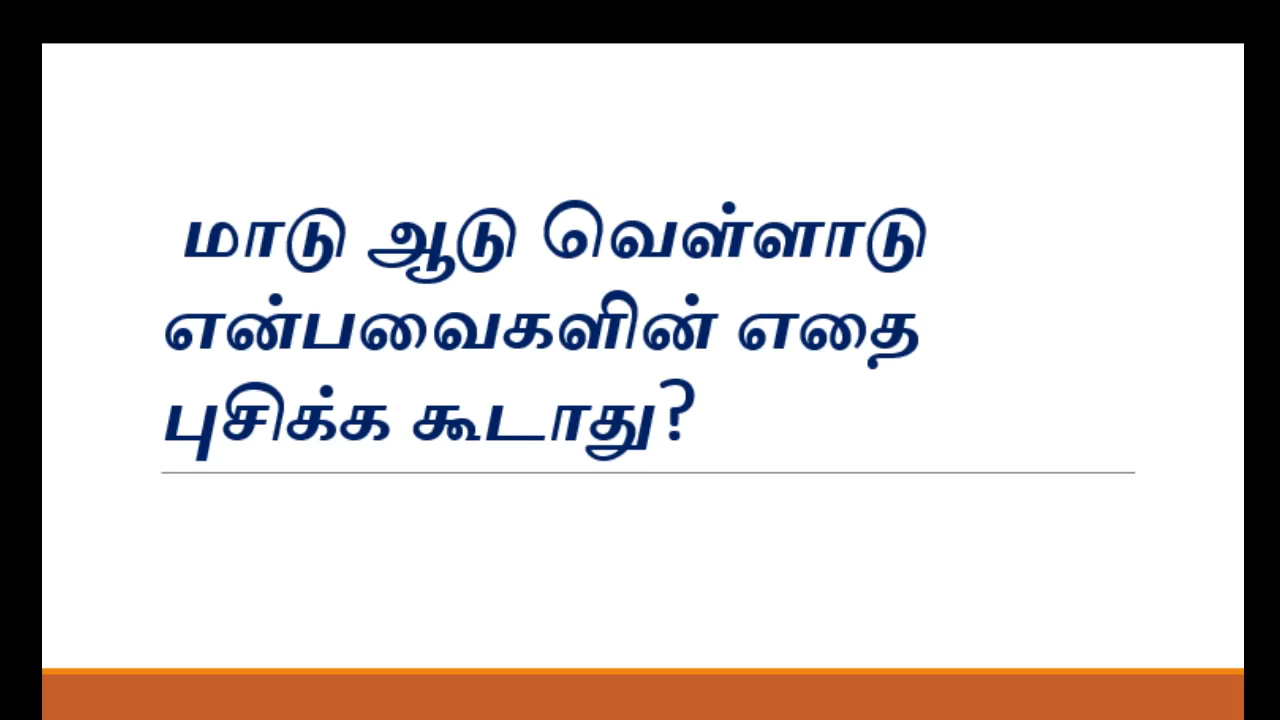 மாடு ஆடு வெள்ளாடு
என்பவைகளின் எதை
புசிக்க கூடாது?